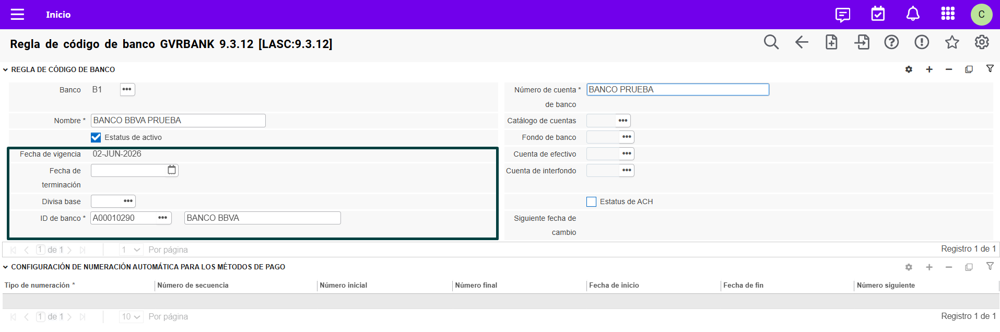 Inicio
C
Regla de código de banco GVRBANK 9.3.12 [LASC:9.3.12]
REGLA DE CÓDIGO DE BANCO
Banco B1
Nombre * BANCO BBVA PRUEBA
Estatus de activo
Fecha de vigencia 02-JUN-2026
Fecha de
terminación
Divisa base
ID de banco * A00010290 BANCO BBVA
Número de cuenta * BANCO PRUEBA
de banco
Catálogo de cuentas
Fondo de banco
Cuenta de efectivo
Cuenta de interfondo
Estatus de ACH
Siguiente fecha de
cambio
1 de 1 1 Por página Registro 1 de 1
CONFIGURACIÓN DE NUMERACIÓN AUTOMÁTICA PARA LOS MÉTODOS DE PAGO
Tipo de numeración * Número de secuencia Número inicial Número final Fecha de inicio Fecha de fin Número siguiente
1 de 1 10 Por página Registro 1 de 1